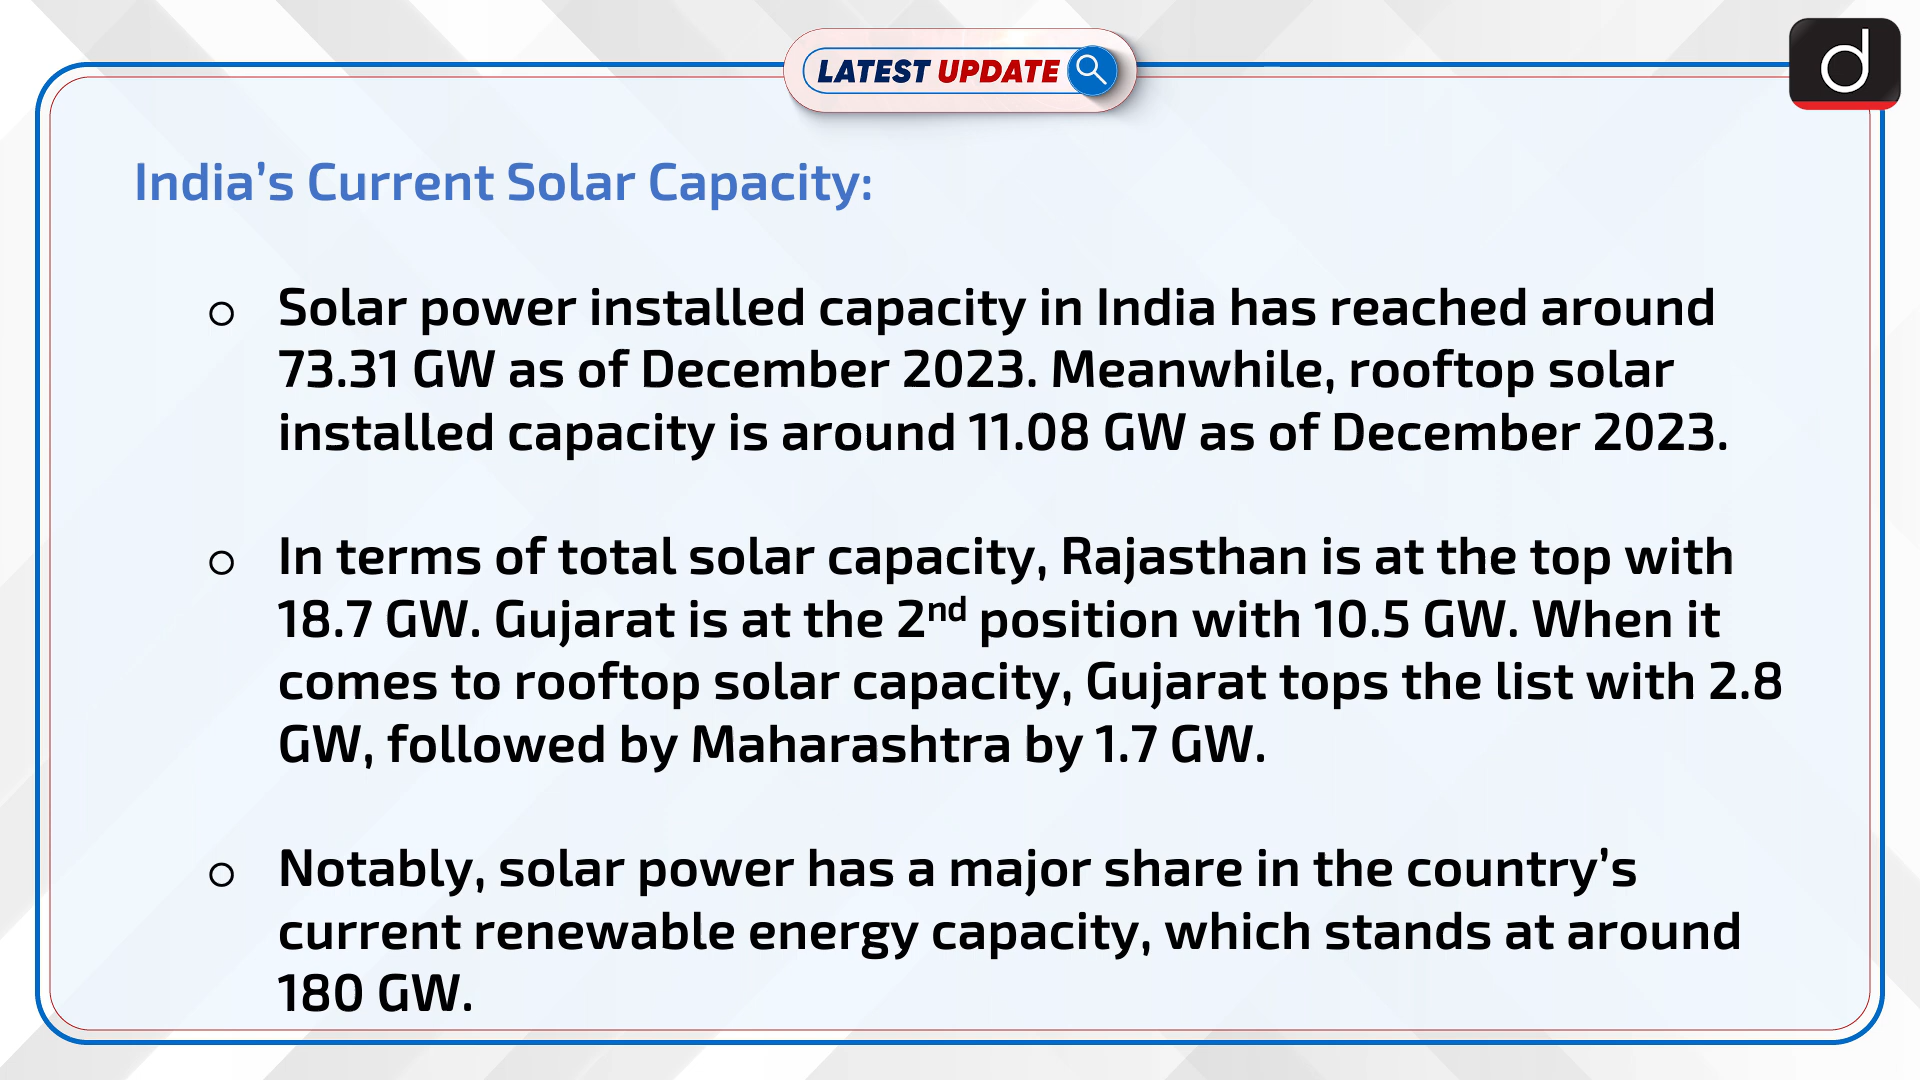 LATEST UPDATE
d
India’s Current Solar Capacity:
o Solar power installed capacity in India has reached around
73.31 GW as of December 2023. Meanwhile, rooftop solar
installed capacity is around 11.08 GW as of December 2023.
o In terms of total solar capacity, Rajasthan is at the top with
18.7 GW. Gujarat is at the 2nd position with 10.5 GW. When it
comes to rooftop solar capacity, Gujarat tops the list with 2.8
GW, followed by Maharashtra by 1.7 GW.
o Notably, solar power has a major share in the country’s
current renewable energy capacity, which stands at around
180 GW.